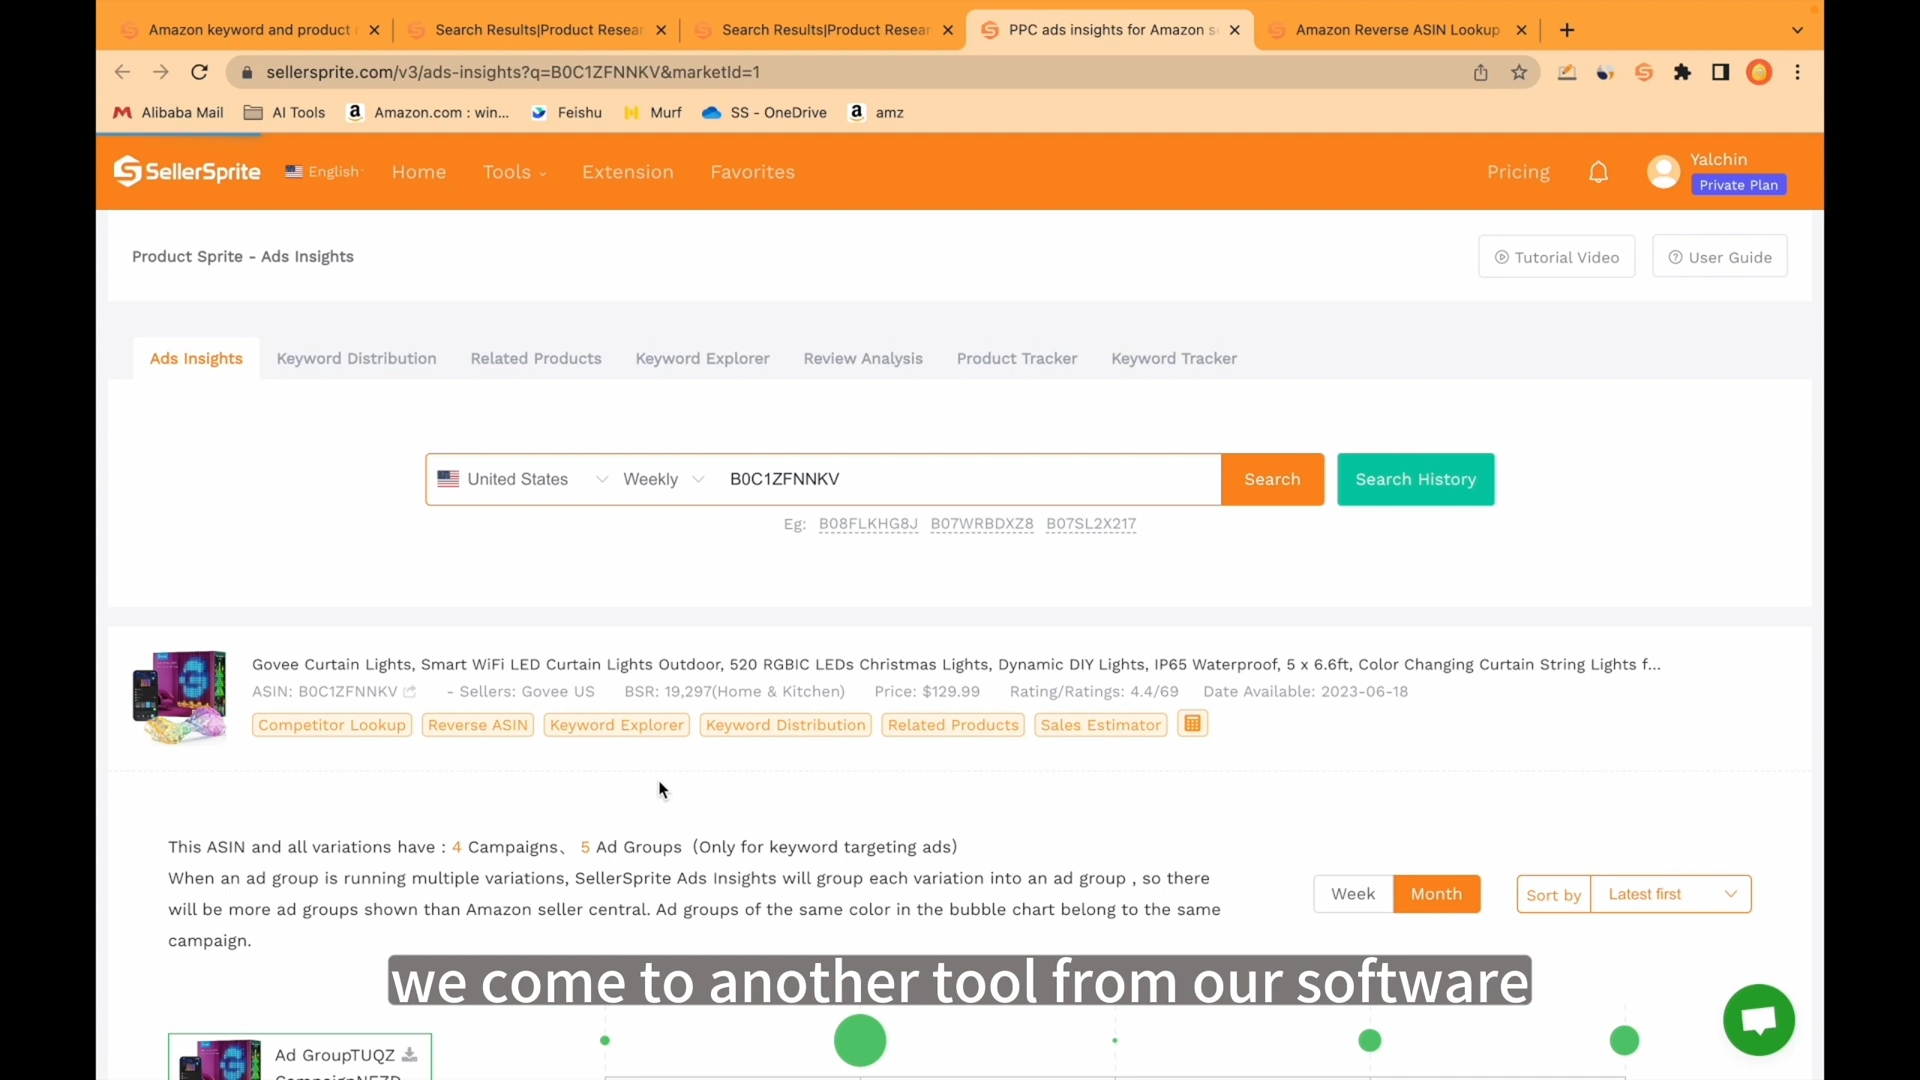 Amazon keyword and product r
Search Results|Product Resear
Search Results|Product Resear
PPC ads insights for Amazon s
Amazon Reverse ASIN Lookup
sellersprite.com/v3/ads-insights?q=B0C1ZFNNKV&marketId=1
Alibaba Mail
AI Tools
Amazon.com : win...
Feishu
Murf
SS - OneDrive
amz
SellerSprite
English
Home
Tools
Extension
Favorites
Pricing
Yalchin
Private Plan
Product Sprite - Ads Insights
Tutorial Video
User Guide
Ads Insights
Keyword Distribution
Related Products
Keyword Explorer
Review Analysis
Product Tracker
Keyword Tracker
United States
Weekly
B0C1ZFNNKV
Search
Search History
Eg: B08FLKHG8J B07WRBDXZ8 B07SL2X217
Govee Curtain Lights, Smart WiFi LED Curtain Lights Outdoor, 520 RGBIC LEDs Christmas Lights, Dynamic DIY Lights, IP65 Waterproof, 5 x 6.6ft, Color Changing Curtain String Lights f...
ASIN: B0C1ZFNNKV - Sellers: Govee US BSR: 19,297(Home & Kitchen) Price: $129.99 Rating/Ratings: 4.4/69 Date Available: 2023-06-18
Competitor Lookup
Reverse ASIN
Keyword Explorer
Keyword Distribution
Related Products
Sales Estimator
This ASIN and all variations have : 4 Campaigns、 5 Ad Groups（Only for keyword targeting ads）
When an ad group is running multiple variations, SellerSprite Ads Insights will group each variation into an ad group , so there
will be more ad groups shown than Amazon seller central. Ad groups of the same color in the bubble chart belong to the same
campaign.
Week
Month
Sort by
Latest first
we come to another tool from our software
Ad GroupTUQZ